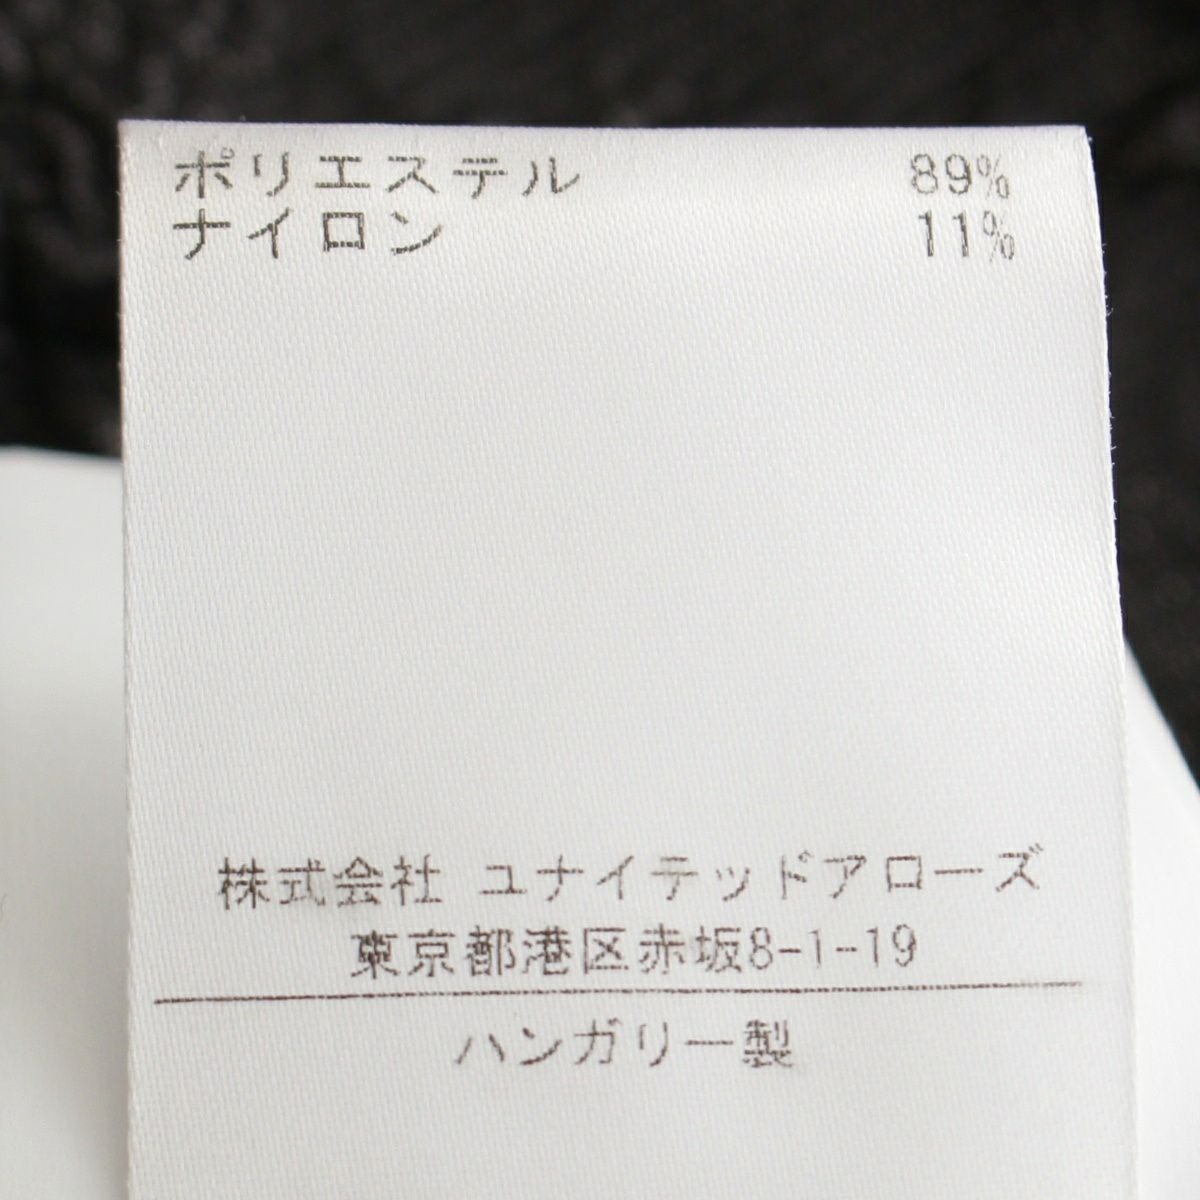 ポリエステル 89%
ナイロン 11%
株式会社 ユナイテッドアローズ
東京都港区赤坂8-1-19
ハンガリー製